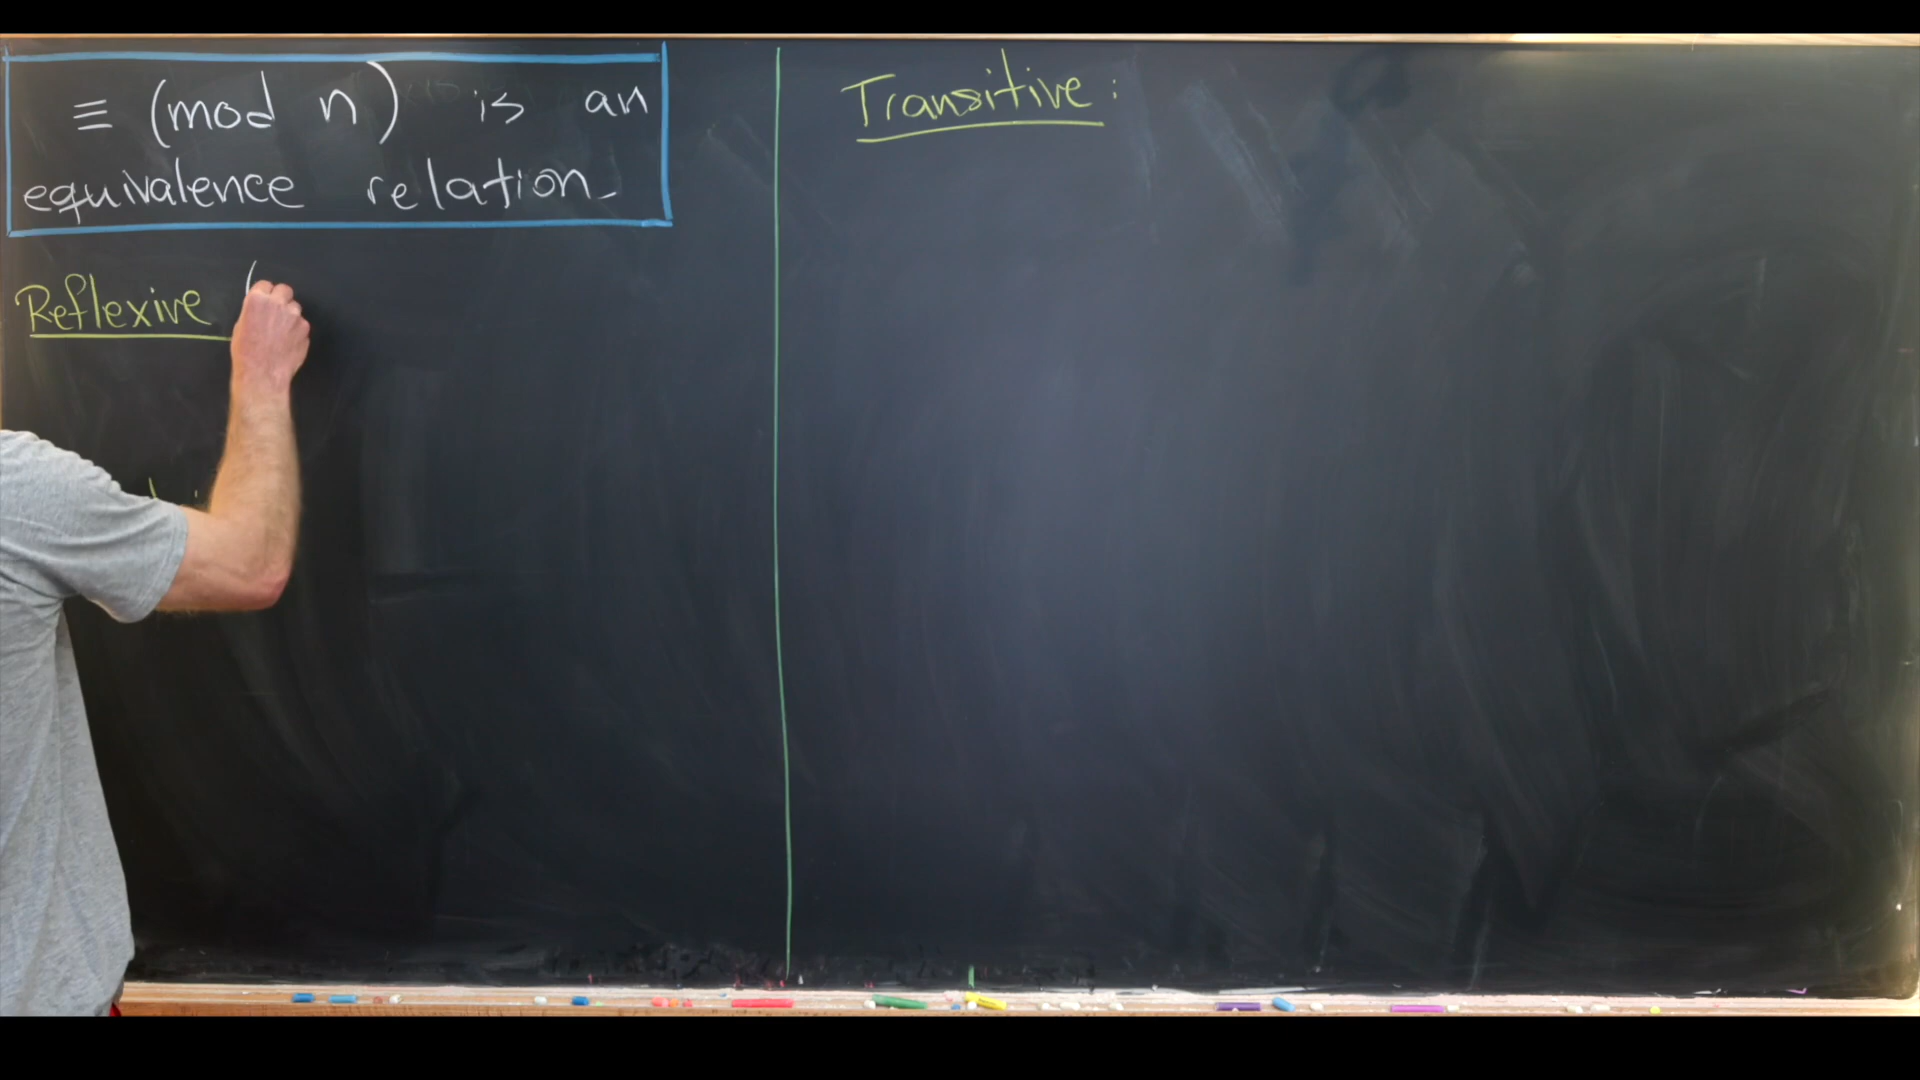 ≡ (mod n) is an
equivalence relation
Reflexive (
Transitive: